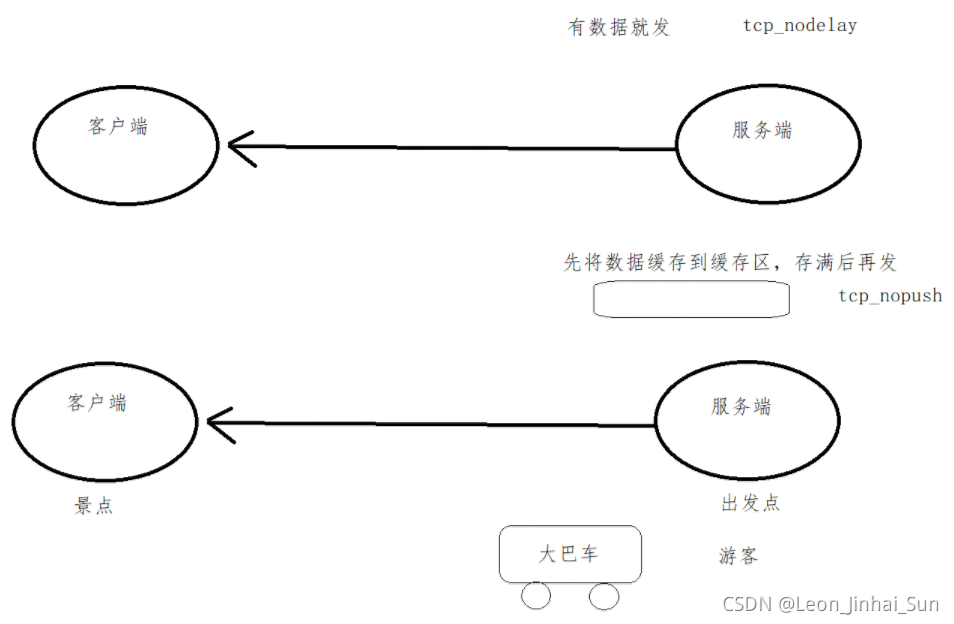 有数据就发 tcp_nodelay
客户端 服务端
先将数据缓存到缓存区，存满后再发
tcp_nopush
客户端 服务端
景点 出发点
大巴车 游客
CSDN @Leon_Jinhai_Sun